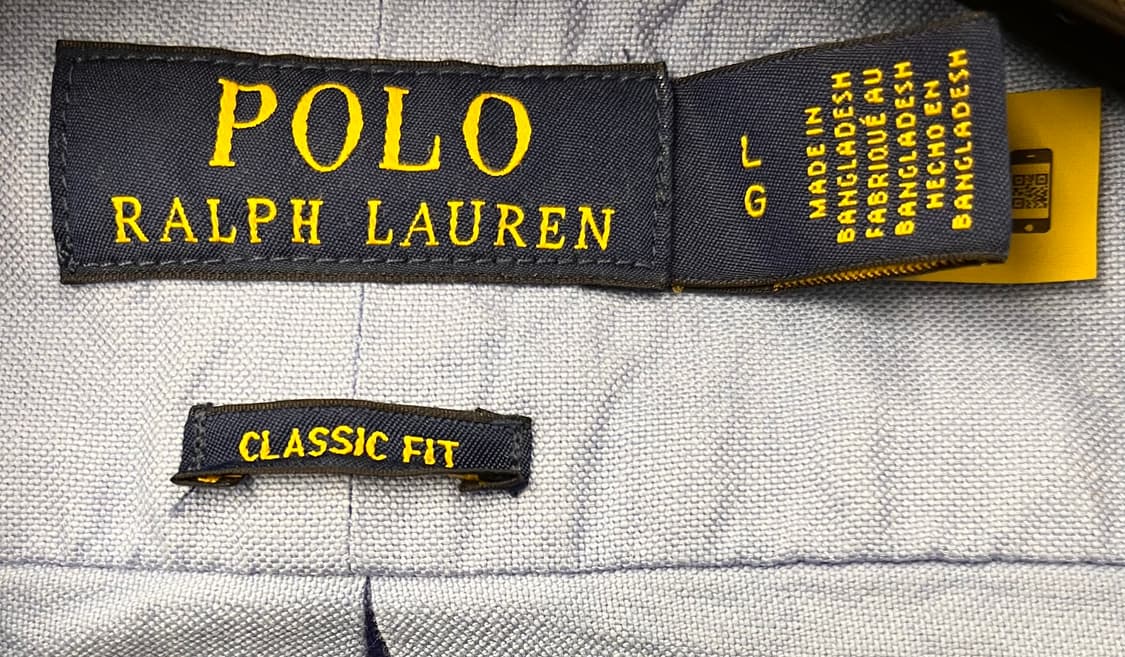 POLO
RALPH LAUREN
L
G
MADE IN
BANGLADESH
FABRIQUÉ AU
BANGLADESH
HECHO EN
BANGLADESH
CLASSIC FIT